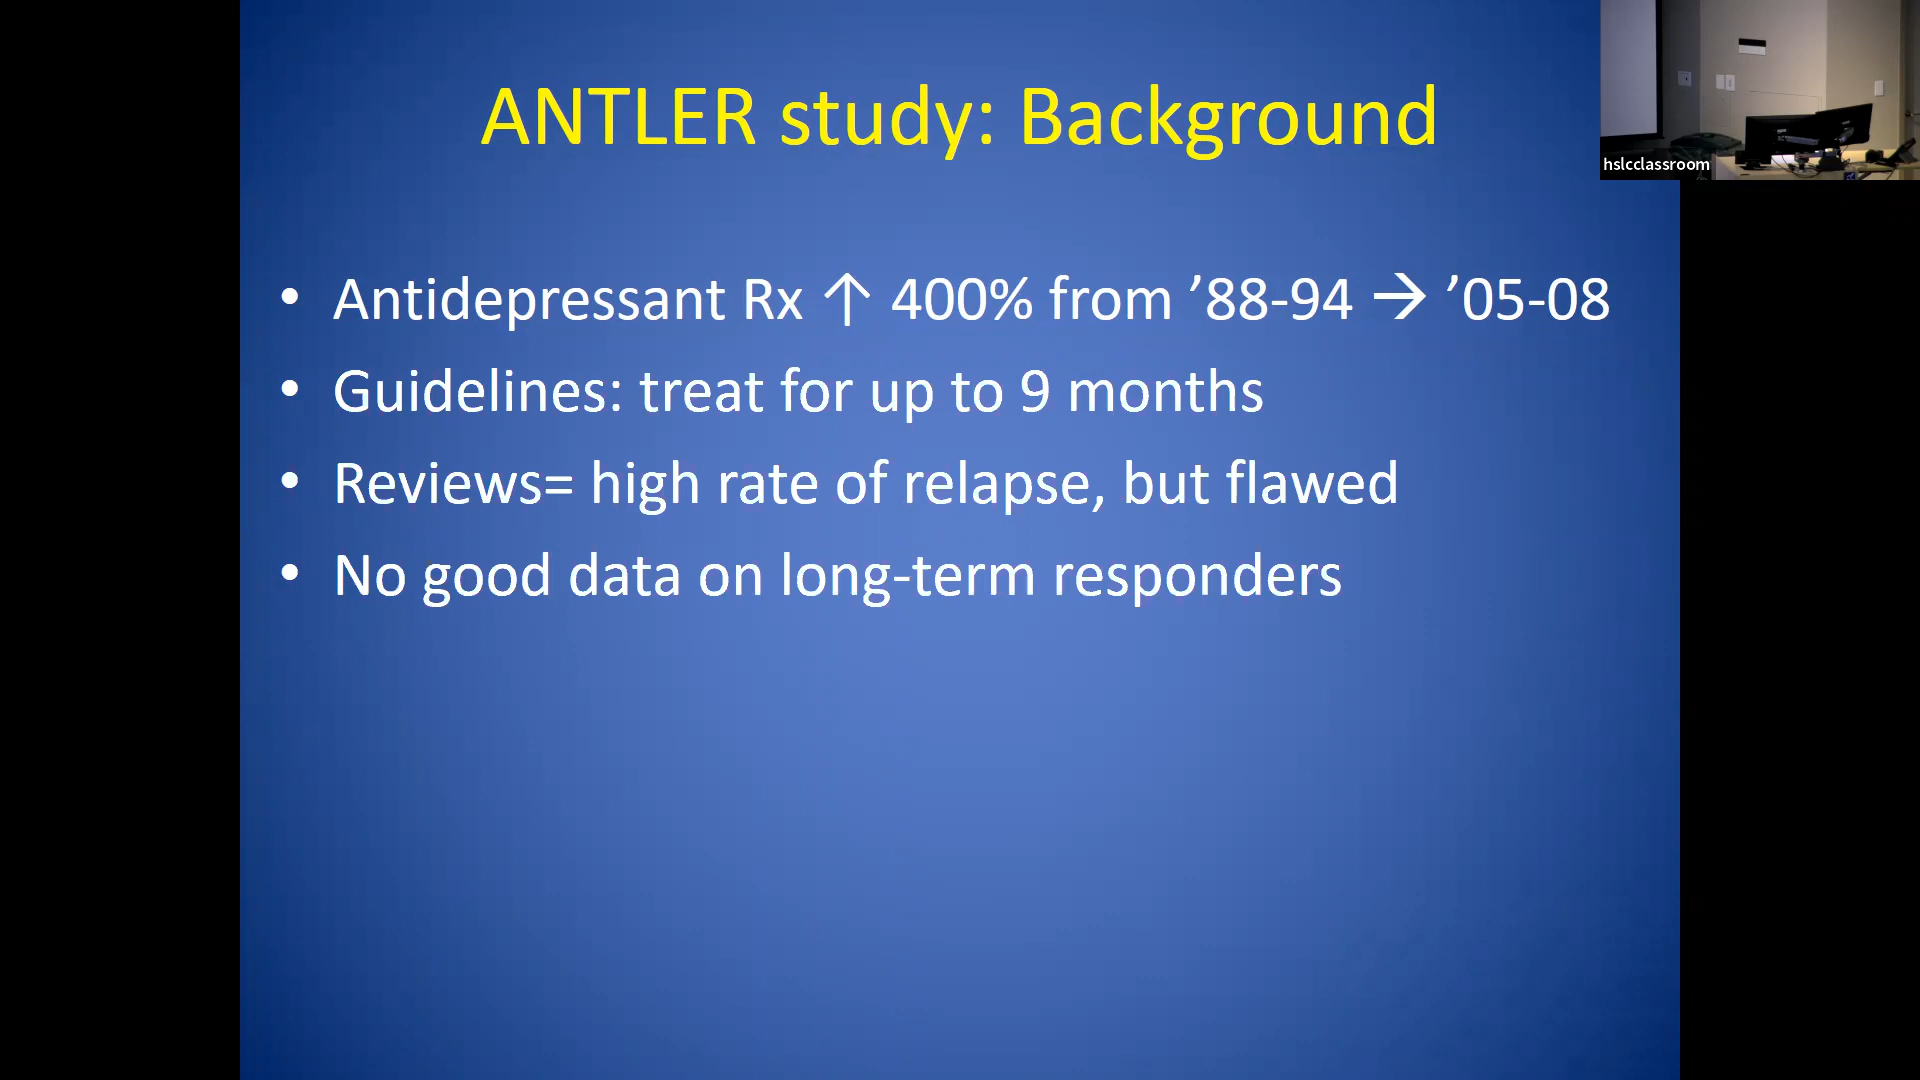 ANTLER study: Background
hslcclassroom
• Antidepressant Rx ↑ 400% from ’88-94 → ’05-08
• Guidelines: treat for up to 9 months
• Reviews= high rate of relapse, but flawed
• No good data on long-term responders